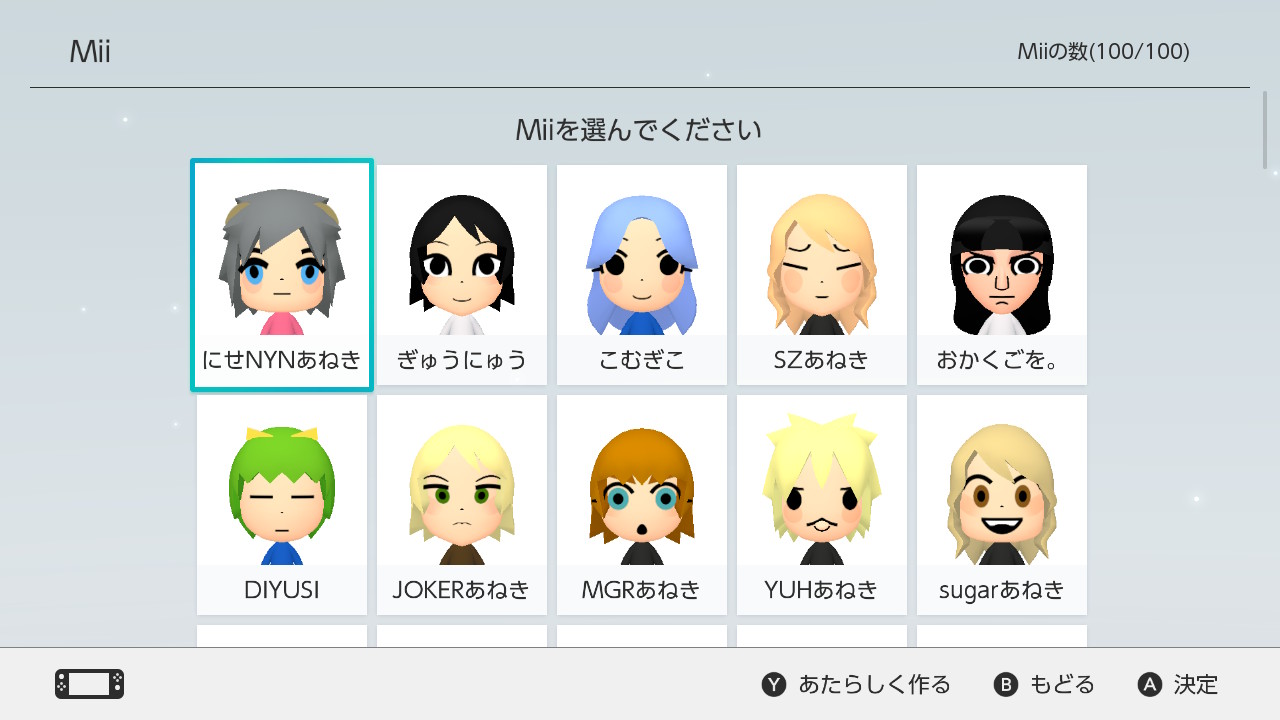 Mii
Miiの数(100/100)
Miiを選んでください
にせNYNあねき
ぎゅうにゅう
こむぎこ
SZあねき
おかくごを。
DIYUSI
JOKERあねき
MGRあねき
YUHあねき
sugarあねき
Y あたらしく作る
B もどる
A 決定